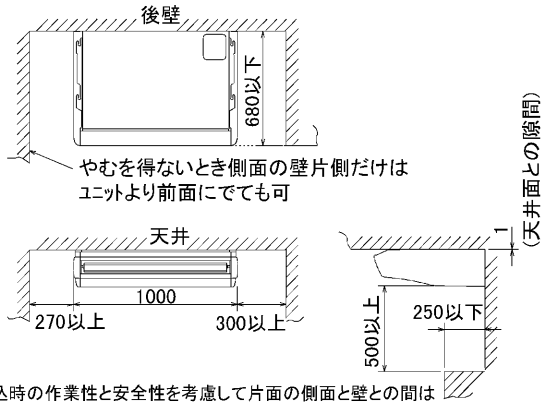 後壁
680以下
やむを得ないとき側面の壁片側だけは
ユニットより前面にでても可
(天井面との隙間)
天井
1
1000
270以上
300以上
500以上
250以下
込時の作業性と安全性を考慮して片面の側面と壁との間は